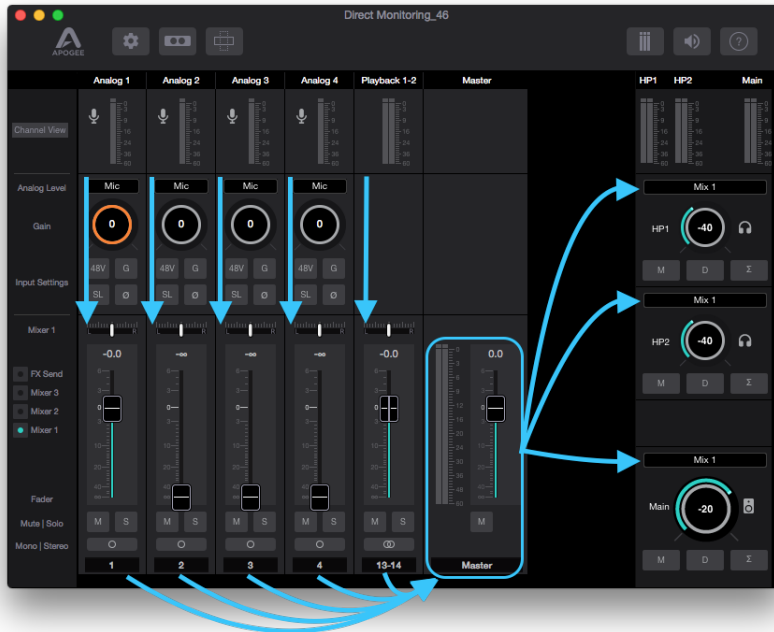 Direct Monitoring_46
APOGEE
?
Analog 1 Analog 2 Analog 3 Analog 4 Playback 1-2 Master HP1 HP2 Main
Channel View
Analog Level Mic Mic Mic Mic Mix 1
Gain 0 0 0 0 HP1 -40
48V G 48V G 48V G 48V G M D Σ
Input Settings
SL Ø SL Ø SL Ø SL Ø Mix 1
Mixer 1
L R L R L R L R L R
HP2 -40
-0.0 -∞ -∞ -∞ -0.0 0.0
FX Send
M D Σ
Mixer 3
Mixer 2
Mixer 1
Mix 1
Fader Main -20
Mute | Solo M S M S M S M S M S M
Mono | Stereo
M D Σ
1 2 3 4 13-14 Master